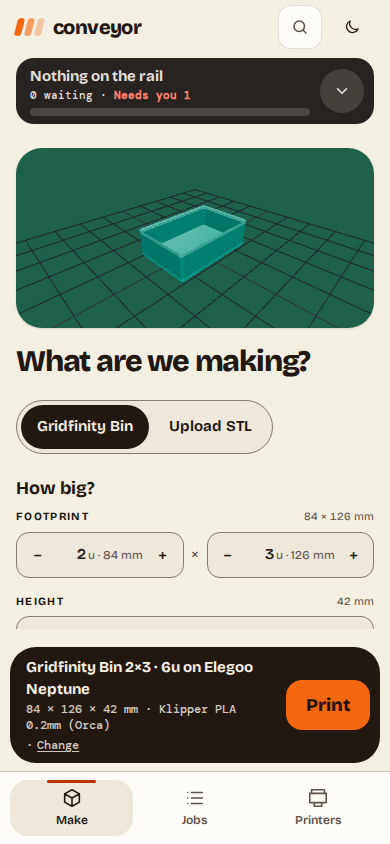 conveyor
Nothing on the rail
0 waiting · Needs you 1
What are we making?
Gridfinity Bin
Upload STL
How big?
FOOTPRINT
84 × 126 mm
− 2 u · 84 mm + × − 3 u · 126 mm +
HEIGHT
42 mm
Gridfinity Bin 2×3 · 6u on Elegoo
Neptune
84 × 126 × 42 mm · Klipper PLA
0.2mm (Orca)
· Change
Print
Make
Jobs
Printers